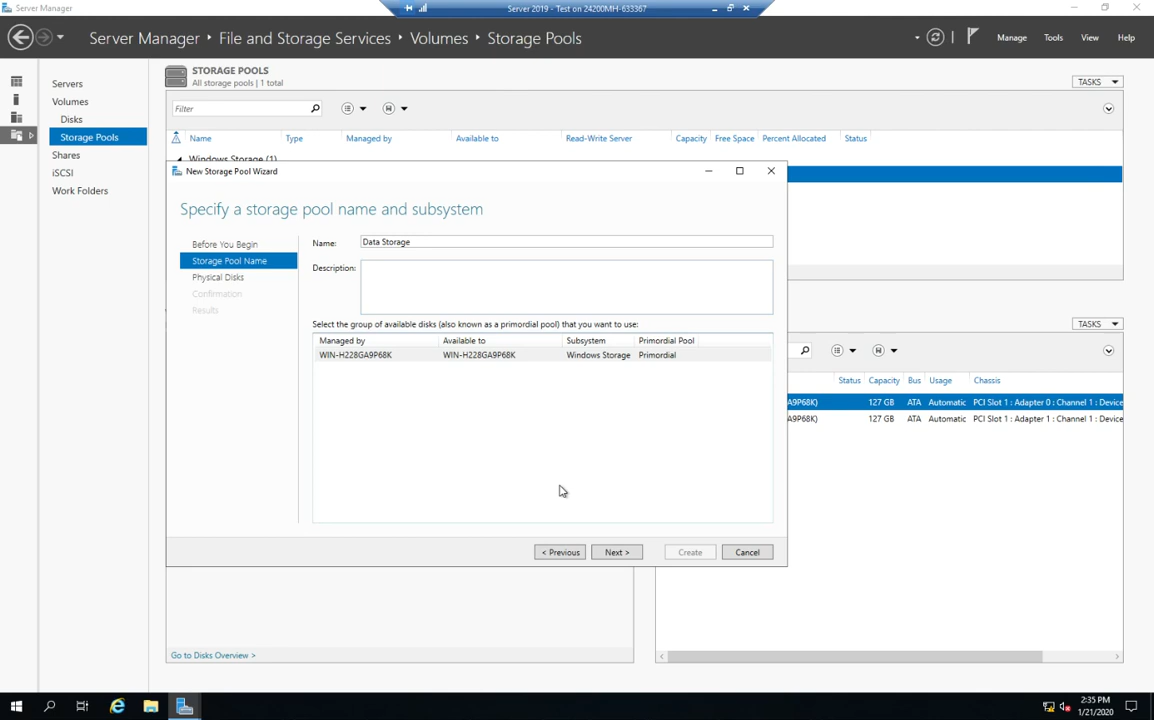 Server Manager
Server 2019 - Test on 24200MH-633367
Server Manager ‣ File and Storage Services ‣ Volumes ‣ Storage Pools
Manage Tools View Help
Servers
Volumes
Disks
Storage Pools
Shares
iSCSI
Work Folders
STORAGE POOLS
All storage pools | 1 total
TASKS
Filter
Name Type Managed by Available to Read-Write Server Capacity Free Space Percent Allocated Status
Windows Storage (1)
New Storage Pool Wizard
Specify a storage pool name and subsystem
Before You Begin
Storage Pool Name
Physical Disks
Confirmation
Results
Name: Data Storage
Description:
Select the group of available disks (also known as a primordial pool) that you want to use:
Managed by Available to Subsystem Primordial Pool
WIN-H228GA9P68K WIN-H228GA9P68K Windows Storage Primordial
< Previous Next > Create Cancel
TASKS
Status Capacity Bus Usage Chassis
A9P68K) 127 GB ATA Automatic PCI Slot 1 : Adapter 0 : Channel 1 : Device
A9P68K) 127 GB ATA Automatic PCI Slot 1 : Adapter 1 : Channel 1 : Device
Go to Disks Overview >
2:35 PM
1/21/2020